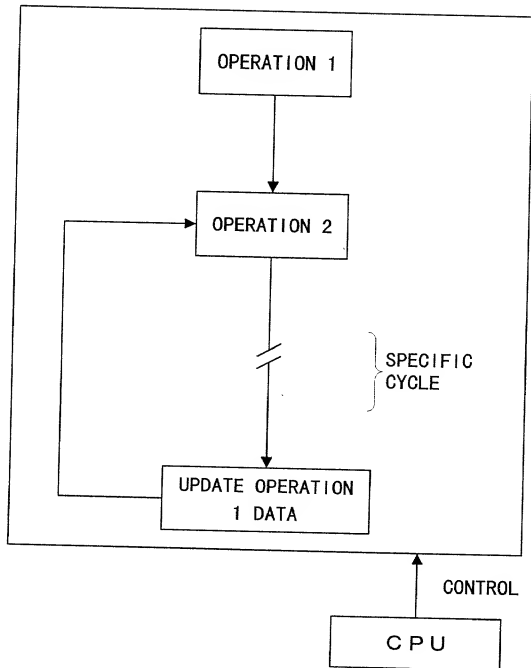 OPERATION 1
OPERATION 2
SPECIFIC
CYCLE
UPDATE OPERATION
1 DATA
CONTROL
CPU